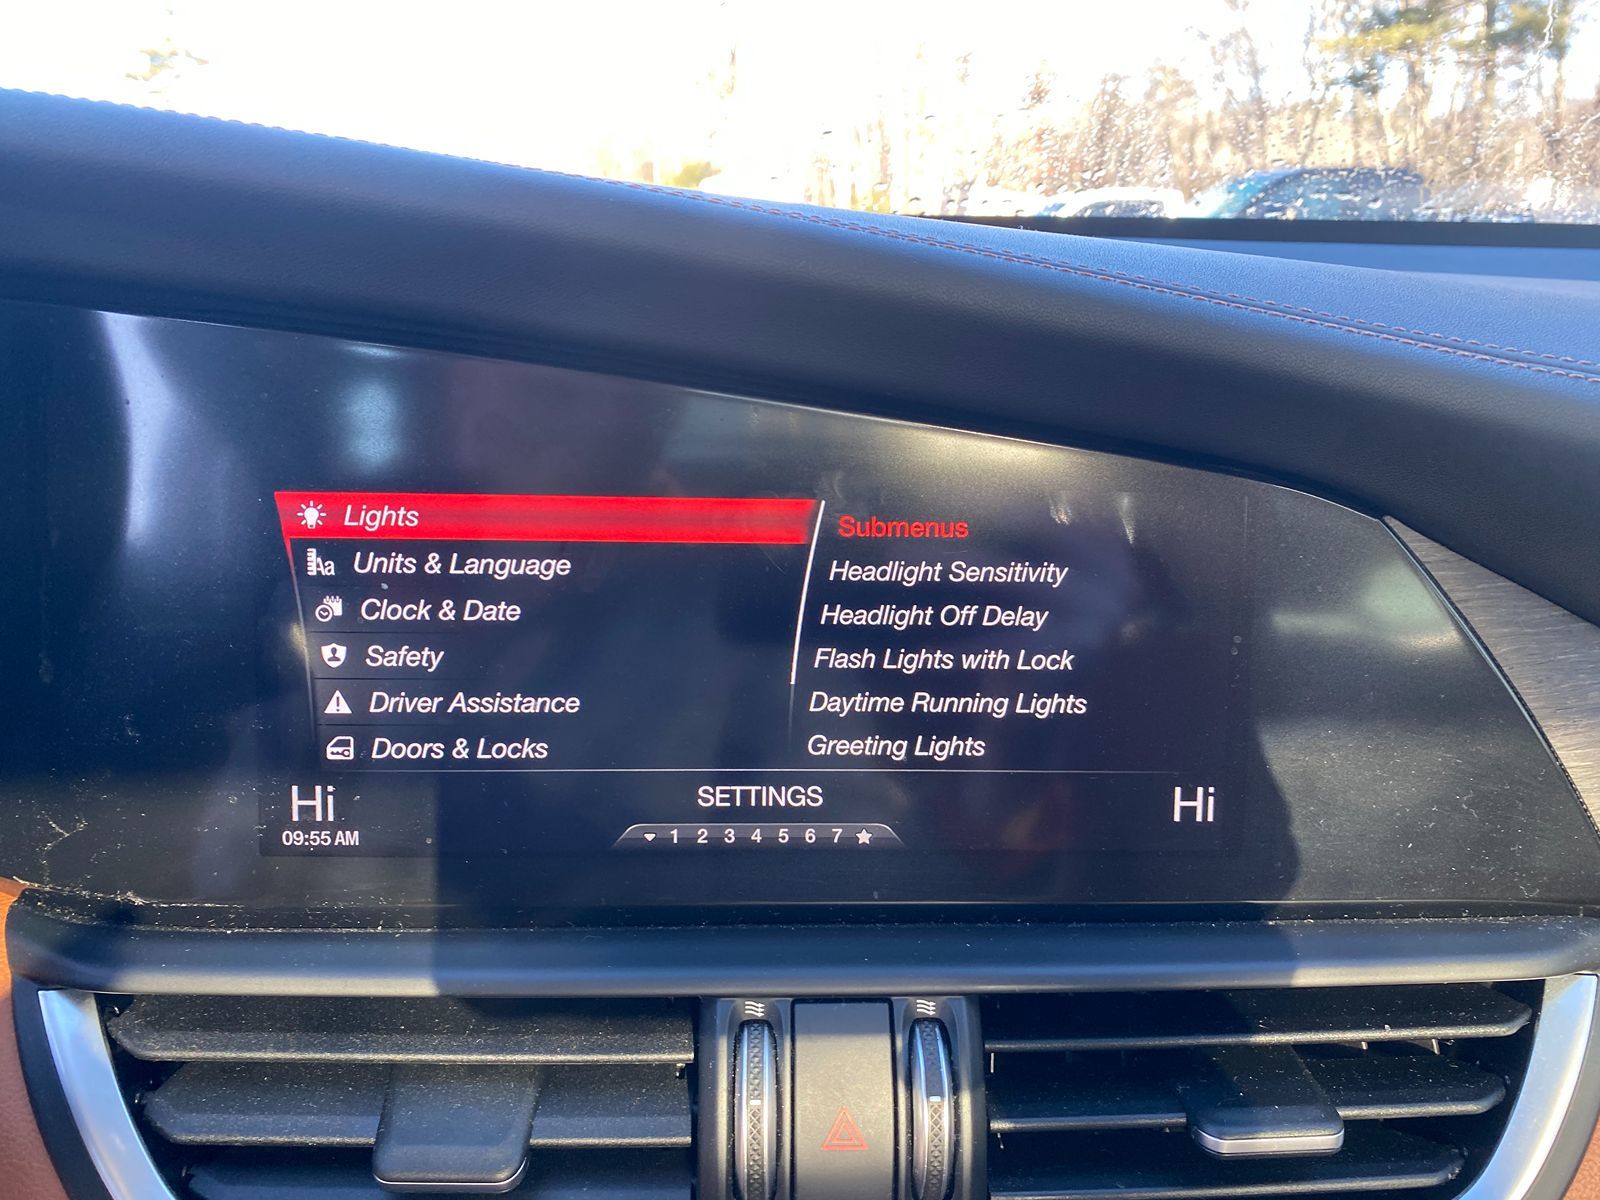 Lights
Units & Language
Clock & Date
Safety
Driver Assistance
Doors & Locks
Submenus
Headlight Sensitivity
Headlight Off Delay
Flash Lights with Lock
Daytime Running Lights
Greeting Lights
Hi
09:55 AM
SETTINGS
1 2 3 4 5 6 7
Hi